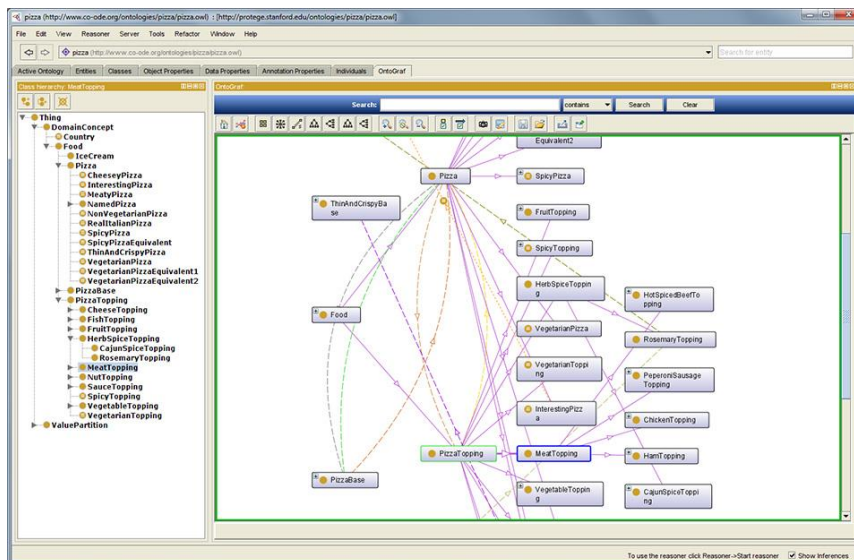 pizza (http://www.co-ode.org/ontologies/pizza/pizza.owl) : [http://protege.stanford.edu/ontologies/pizza/pizza.owl]
File Edit View Reasoner Server Tools Refactor Window Help
pizza (http://www.co-ode.org/ontologies/pizza/pizza.owl)
Search for entity
Active Ontology Entities Classes Object Properties Data Properties Annotation Properties Individuals OntoGraf
Class hierarchy: MeatTopping
Thing
DomainConcept
Country
Food
IceCream
Pizza
CheeseyPizza
InterestingPizza
MeatyPizza
NamedPizza
NonVegetarianPizza
RealItalianPizza
SpicyPizza
SpicyPizzaEquivalent
ThinAndCrispyPizza
VegetarianPizza
VegetarianPizzaEquivalent1
VegetarianPizzaEquivalent2
PizzaBase
PizzaTopping
CheeseTopping
FishTopping
FruitTopping
HerbSpiceTopping
CajunSpiceTopping
RosemaryTopping
MeatTopping
NutTopping
SauceTopping
SpicyTopping
VegetableTopping
VegetarianTopping
ValuePartition
OntoGraf
Search: contains Search Clear
Equivalent2
Pizza
SpicyPizza
ThinAndCrispyBa
se
FruitTopping
SpicyTopping
HerbSpiceToppin
g
HotSpicedBeefTo
pping
Food
VegetarianPizza
RosemaryTopping
VegetarianToppi
ng
PeperoniSausage
Topping
InterestingPizz
a
ChickenTopping
PizzaTopping
MeatTopping
HamTopping
PizzaBase
VegetableToppin
g
CajunSpiceToppi
ng
To use the reasoner click Reasoner->Start reasoner Show Inferences